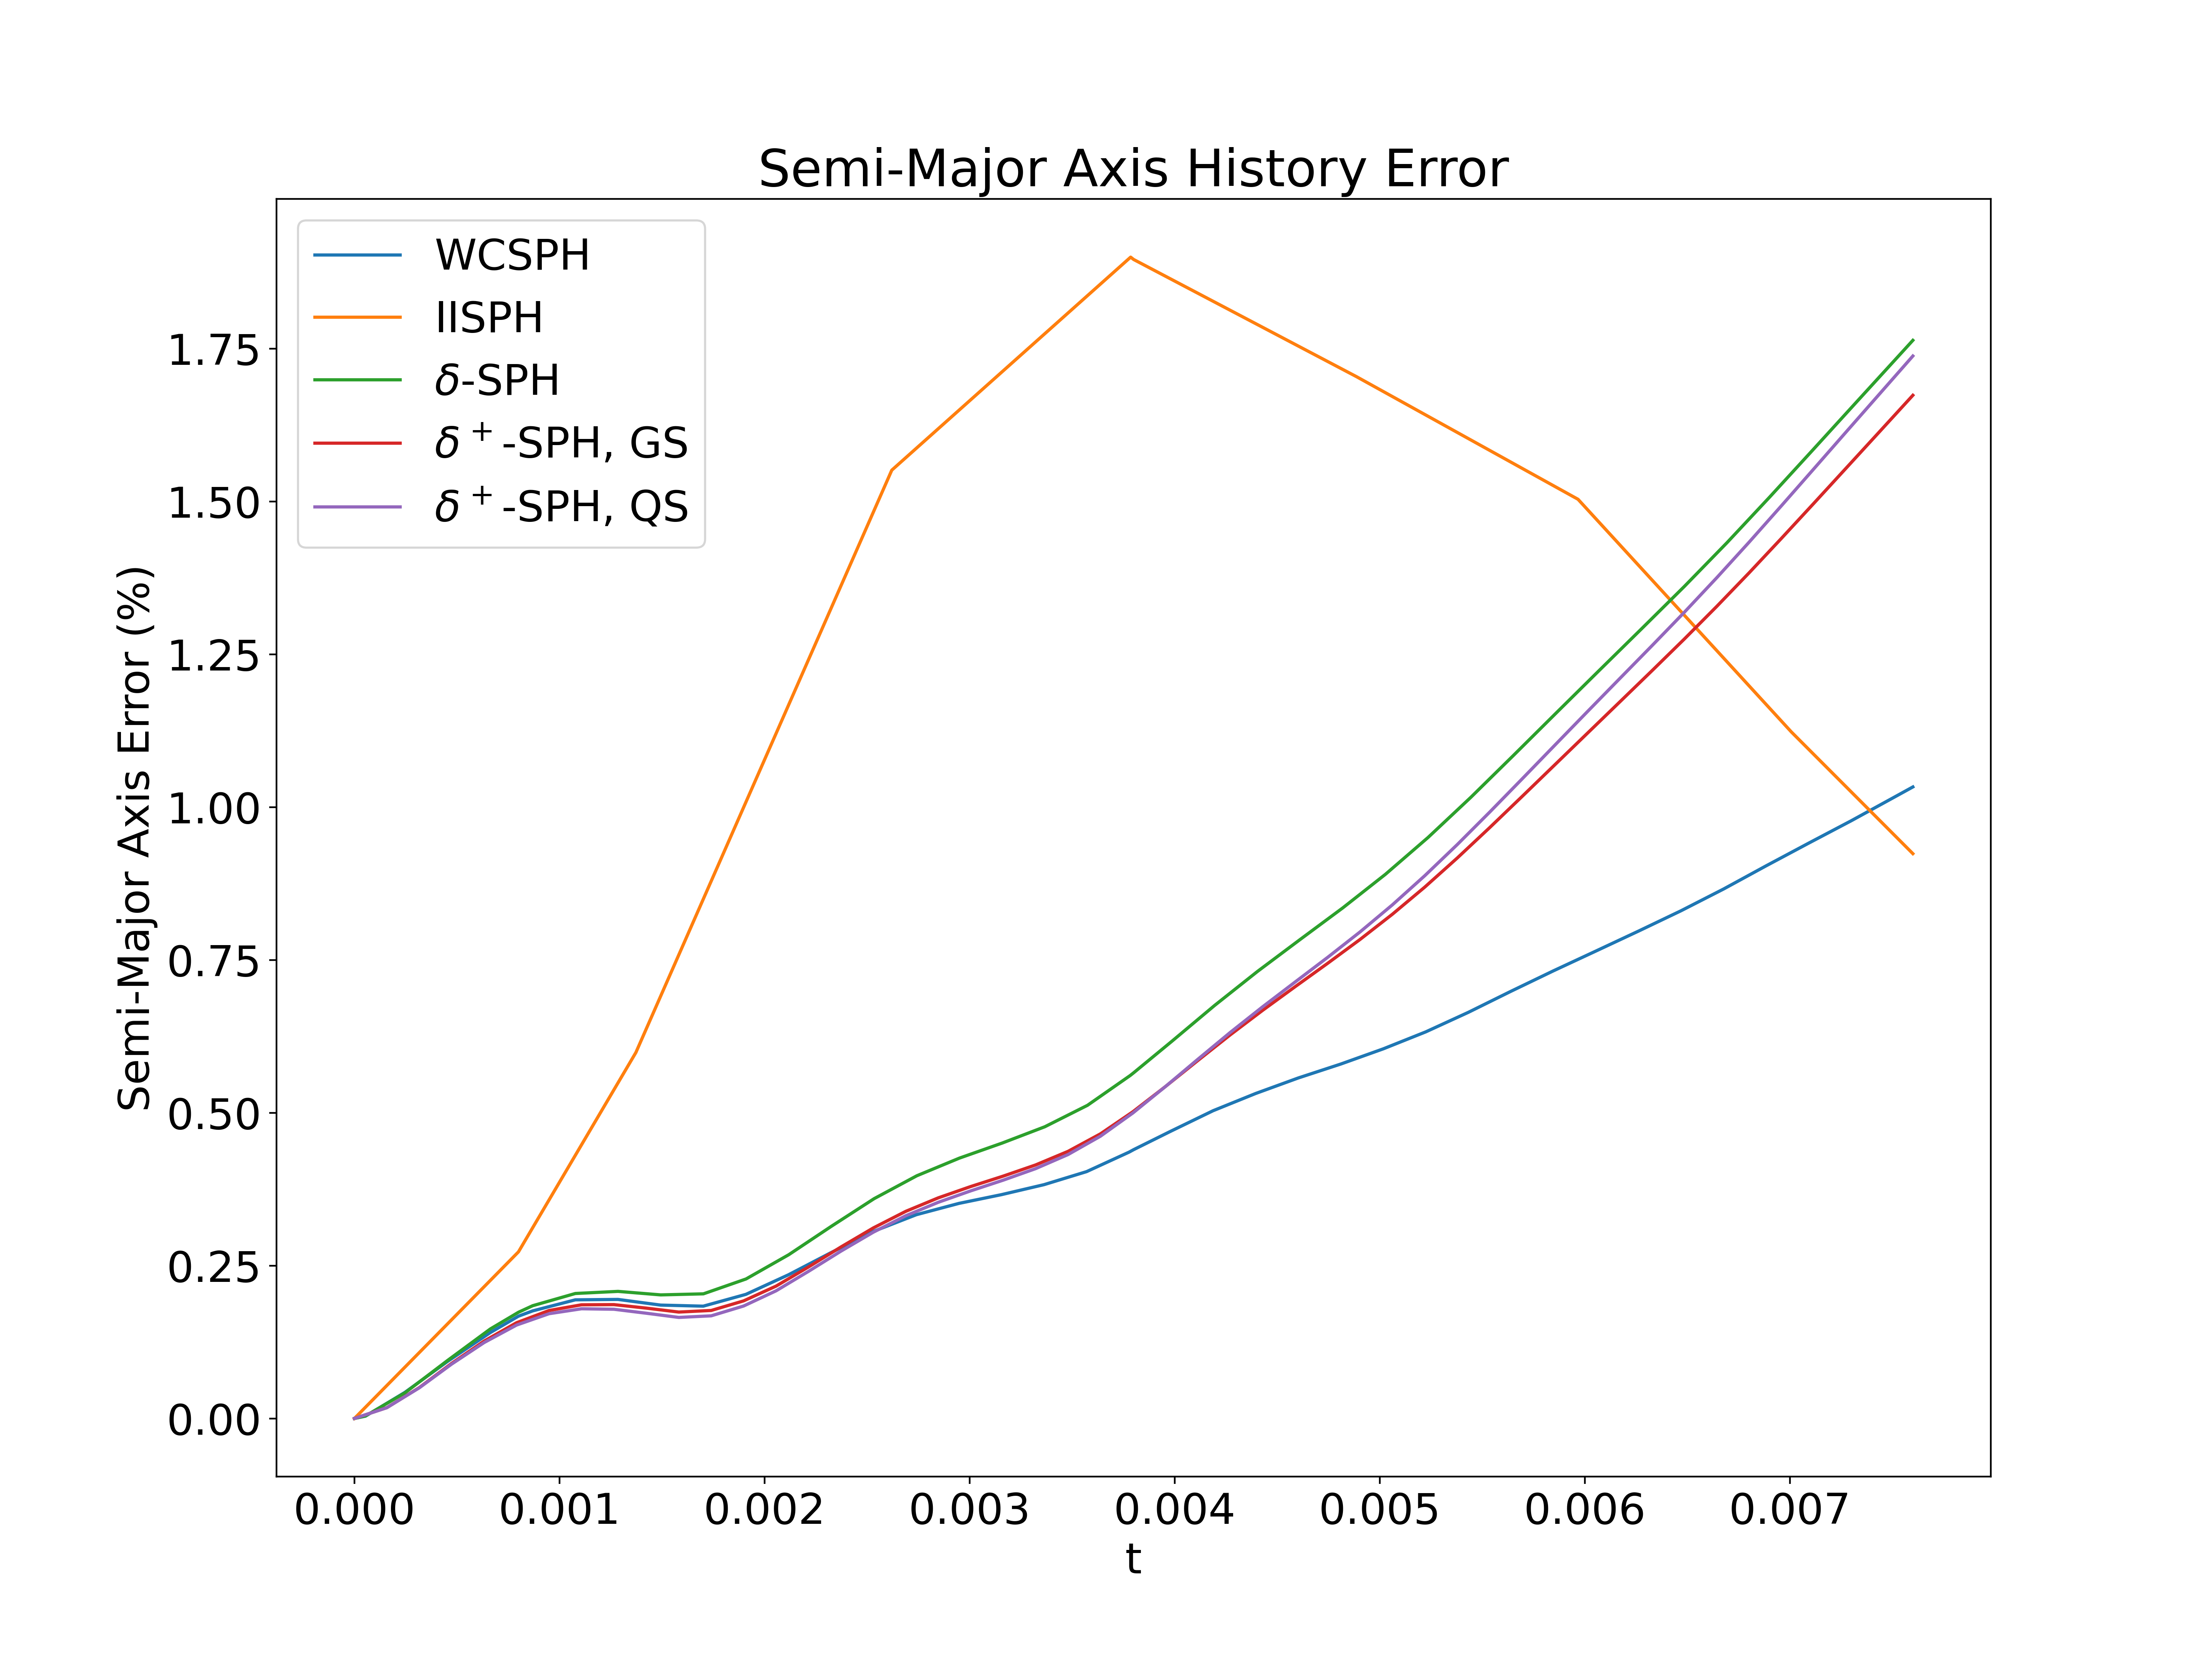 Semi-Major Axis History Error
WCSPH
IISPH
δ-SPH
δ⁺-SPH, GS
δ⁺-SPH, QS
Semi-Major Axis Error (%)
1.75
1.50
1.25
1.00
0.75
0.50
0.25
0.00
0.000 0.001 0.002 0.003 0.004 0.005 0.006 0.007
t